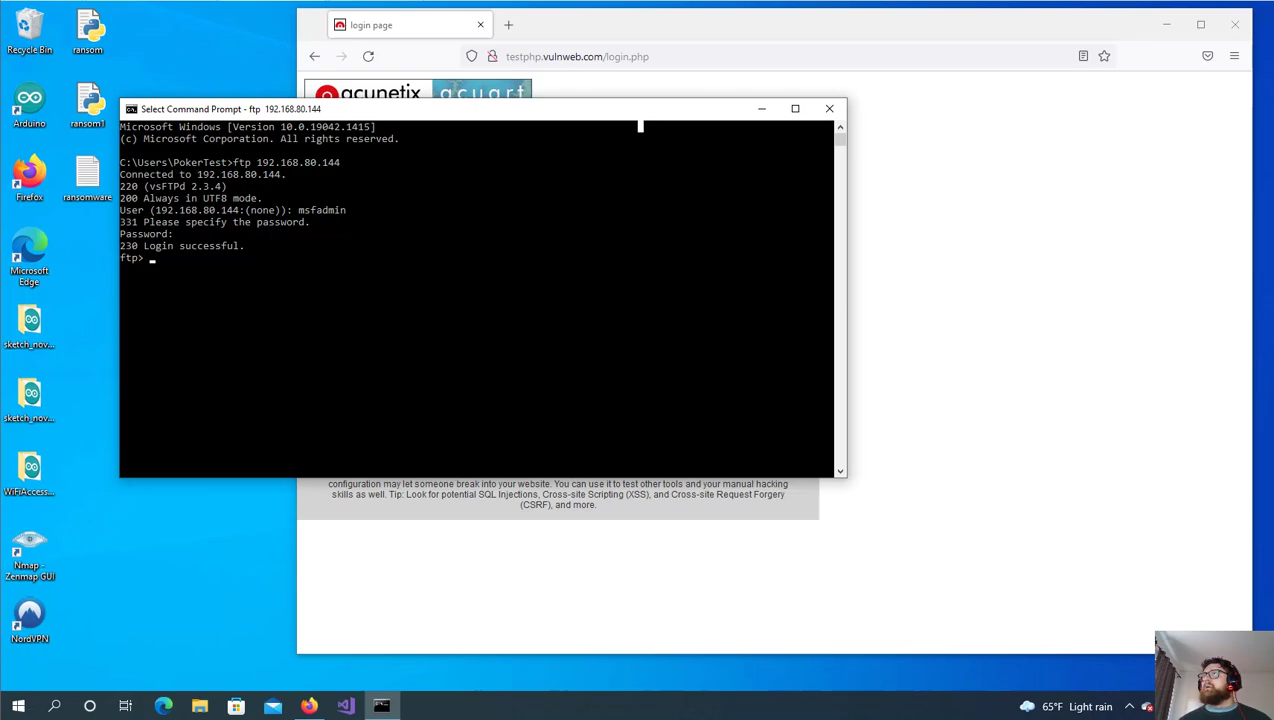 Recycle Bin
ransom
Arduino
ransom1
Firefox
ransomware
Microsoft
Edge
sketch_nov...
sketch_nov...
WiFiAccess...
Nmap -
Zenmap GUI
NordVPN
login page
testphp.vulnweb.com/login.php
acunetix
acuart
Select Command Prompt - ftp 192.168.80.144
Microsoft Windows [Version 10.0.19042.1415]
(c) Microsoft Corporation. All rights reserved.
C:\Users\PokerTest>ftp 192.168.80.144
Connected to 192.168.80.144.
220 (vsFTPd 2.3.4)
200 Always in UTF8 mode.
User (192.168.80.144:(none)): msfadmin
331 Please specify the password.
Password:
230 Login successful.
ftp> _
configuration may let someone break into your website. You can use it to test other tools and your manual hacking
skills as well. Tip: Look for potential SQL Injections, Cross-site Scripting (XSS), and Cross-site Request Forgery
(CSRF), and more.
65°F Light rain